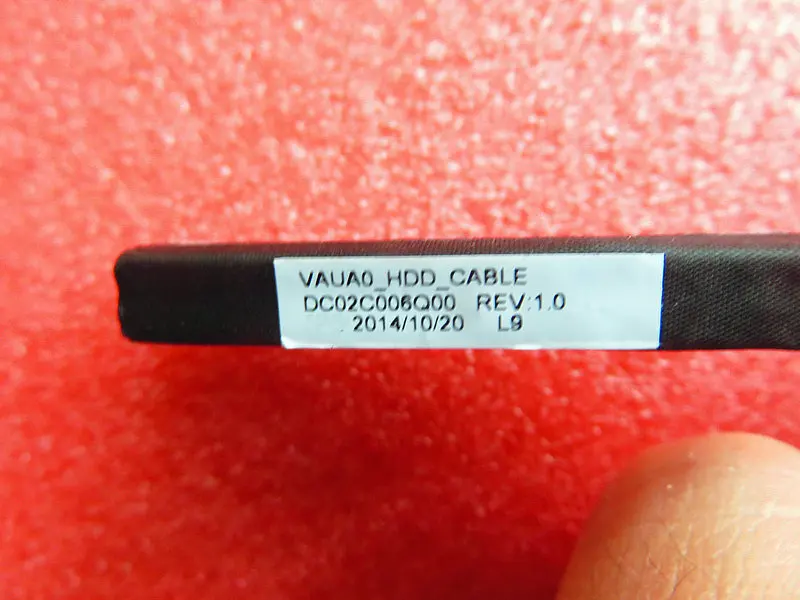 VAUA0_HDD_CABLE
DC02C006Q00 REV:1.0
2014/10/20 L9